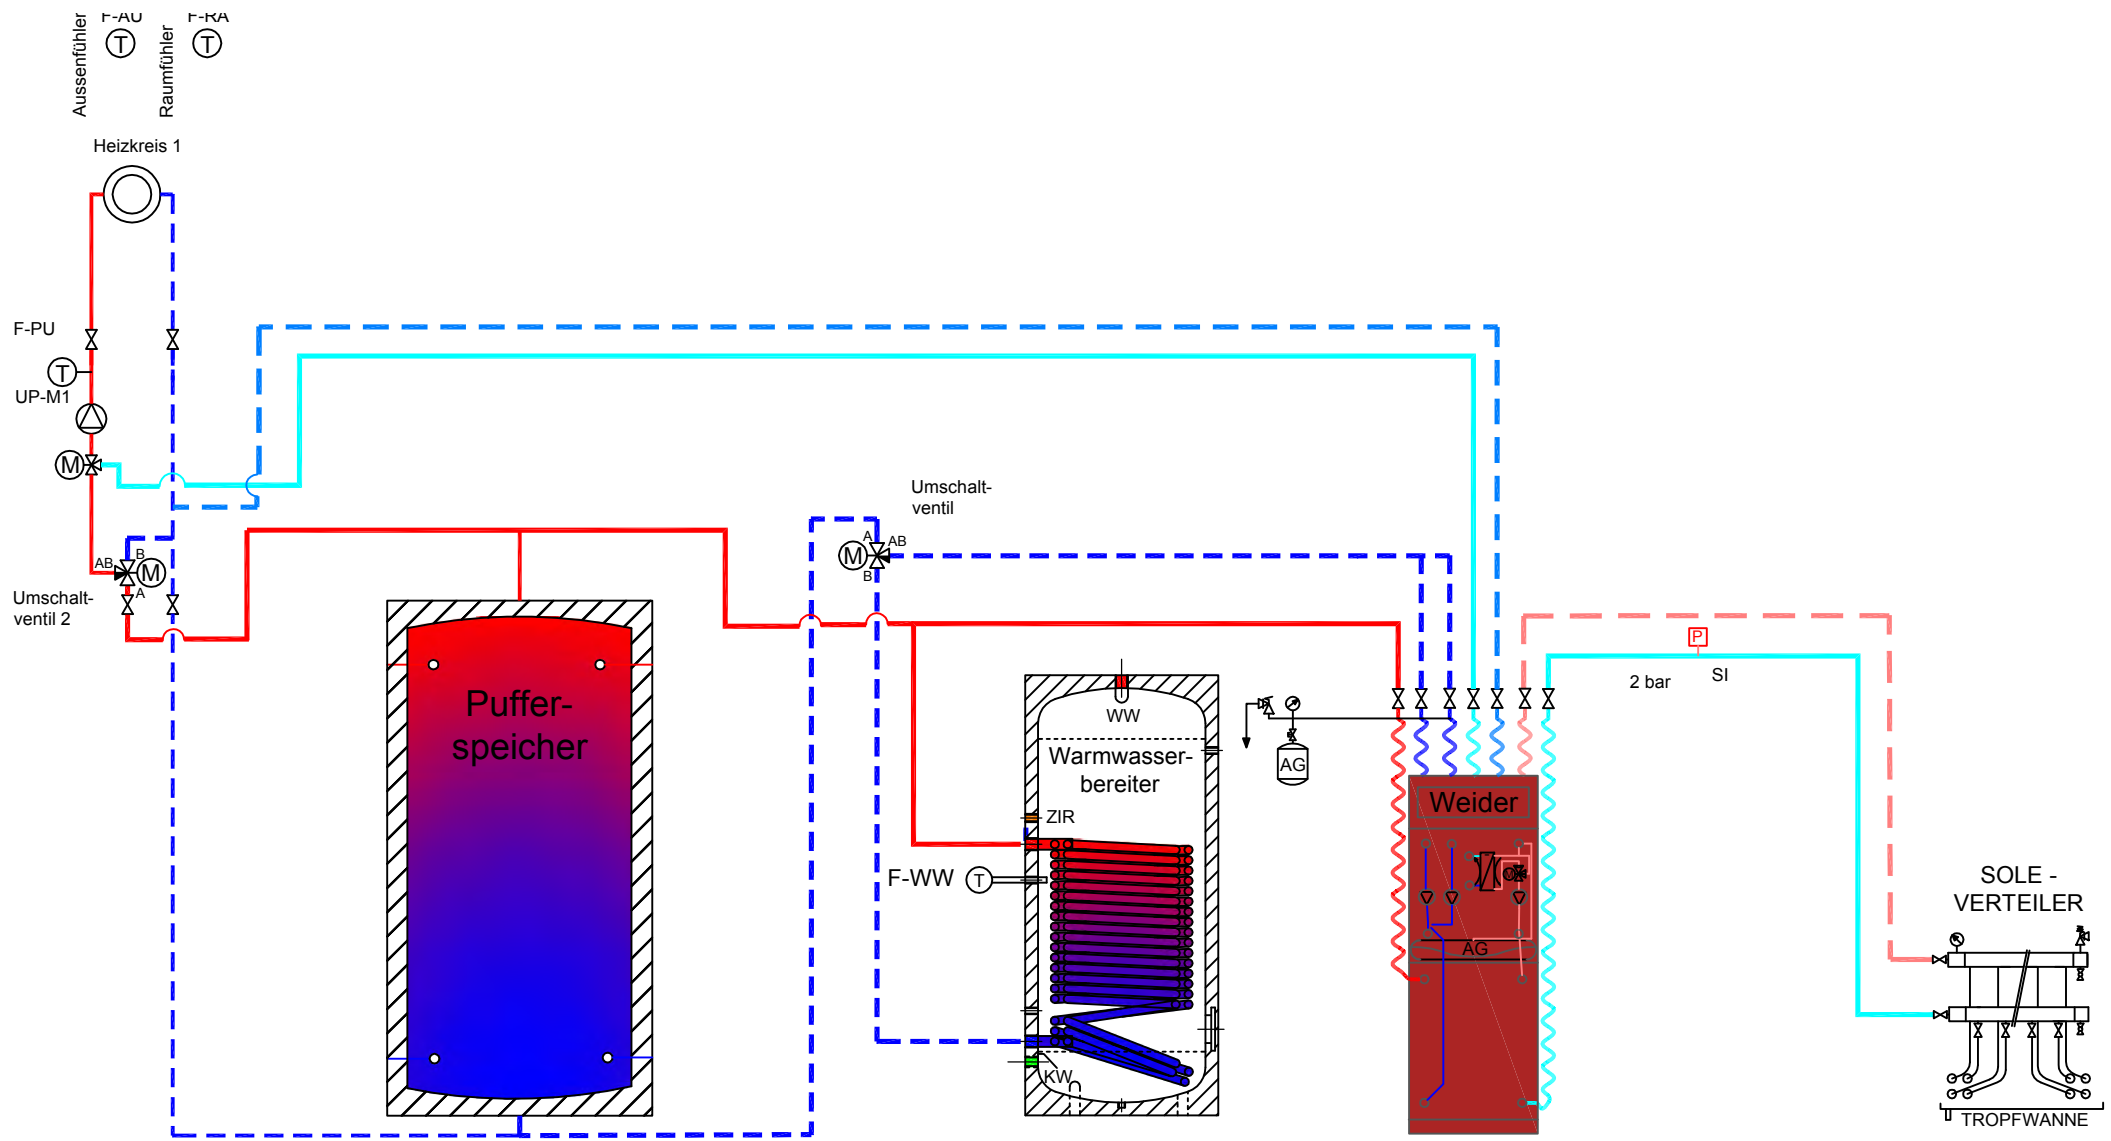 F-AU
F-RA
Aussenfühler
T
Raumfühler
T
Heizkreis 1
F-PU
T
UP-M1
M
B
AB
M
A
Umschalt-
ventil 2
Puffer-
speicher
Umschalt-
ventil
A
AB
M
B
WW
Warmwasser-
bereiter
ZIR
F-WW
T
KW
AG
Weider
M
AG
P
2 bar
SI
SOLE -
VERTEILER
TROPFWANNE